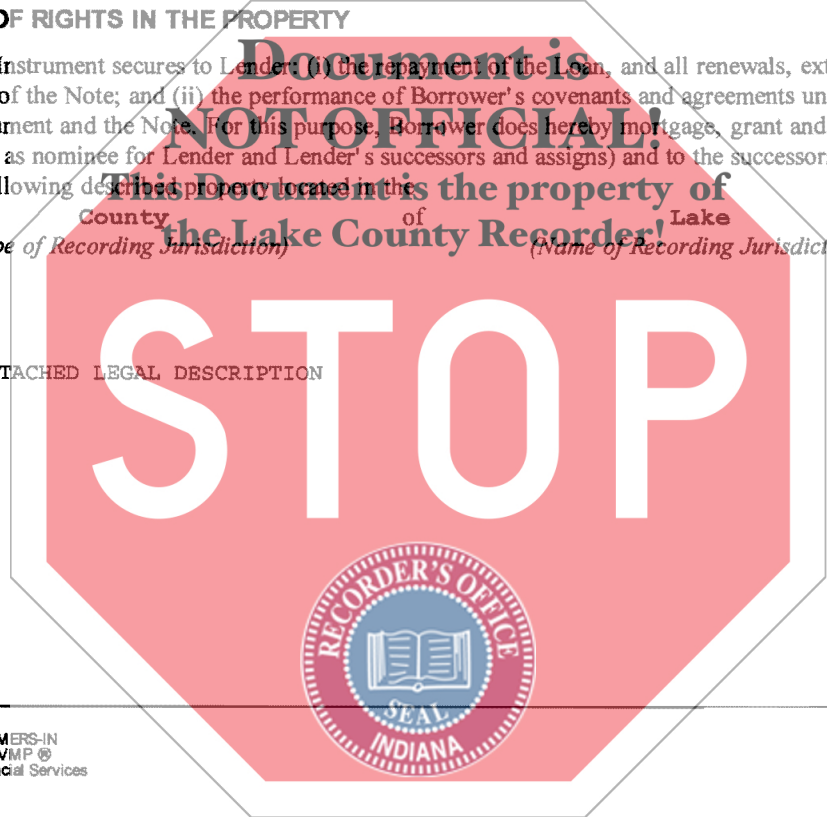 OF RIGHTS IN THE PROPERTY
Document is
Instrument secures to Lender: (i) the repayment of the Loan, and all renewals, ext
of the Note; and (ii) the performance of Borrower's covenants and agreements un
NOT OFFICIAL!
ument and the Note. For this purpose, Borrower does hereby mortgage, grant and
as nominee for Lender and Lender's successors and assigns) and to the successor
llowing described property located in the
This Document is the property of
County of Lake
the Lake County Recorder!
pe of Recording Jurisdiction) (Name of Recording Jurisdict
TTACHED LEGAL DESCRIPTION
STOP
RECORDER'S OFFICE
SEAL
INDIANA
MERS-IN
VMP ®
cial Services